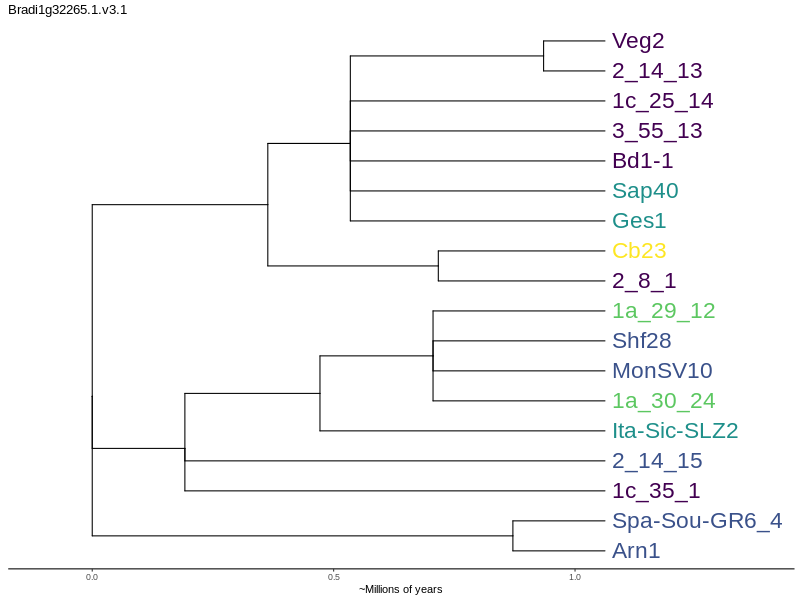 Bradi1g32265.1.v3.1
Veg2
2_14_13
1c_25_14
3_55_13
Bd1-1
Sap40
Ges1
Cb23
2_8_1
1a_29_12
Shf28
MonSV10
1a_30_24
Ita-Sic-SLZ2
2_14_15
1c_35_1
Spa-Sou-GR6_4
Arn1
0.0 0.5 1.0
~Millions of years